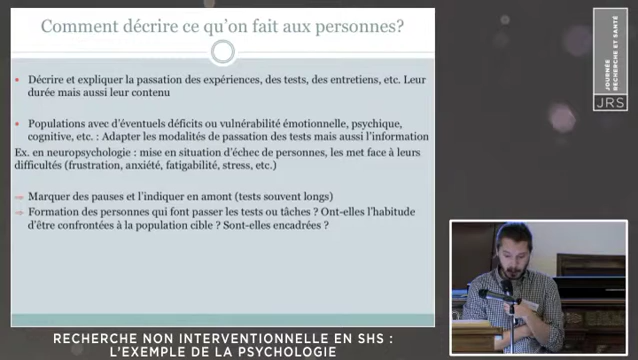 Comment décrire ce qu'on fait aux personnes?
Décrire et expliquer la passation des expériences, des tests, des entretiens, etc. Leur
durée mais aussi leur contenu
Populations avec d'éventuels déficits ou vulnérabilité émotionnelle, psychique,
cognitive, etc. : Adapter les modalités de passation des tests mais aussi l'information
Ex. en neuropsychologie : mise en situation d'échec de personnes, les met face à leurs
difficultés (frustration, anxiété, fatigabilité, stress, etc.)
⇒ Marquer des pauses et l'indiquer en amont (tests souvent longs)
⇒ Formation des personnes qui font passer les tests ou tâches ? Ont-elles l'habitude
d'être confrontées à la population cible ? Sont-elles encadrées ?
JOURNÉE
RECHERCHE ET SANTÉ
JRS
RECHERCHE NON INTERVENTIONNELLE EN SHS :
L'EXEMPLE DE LA PSYCHOLOGIE